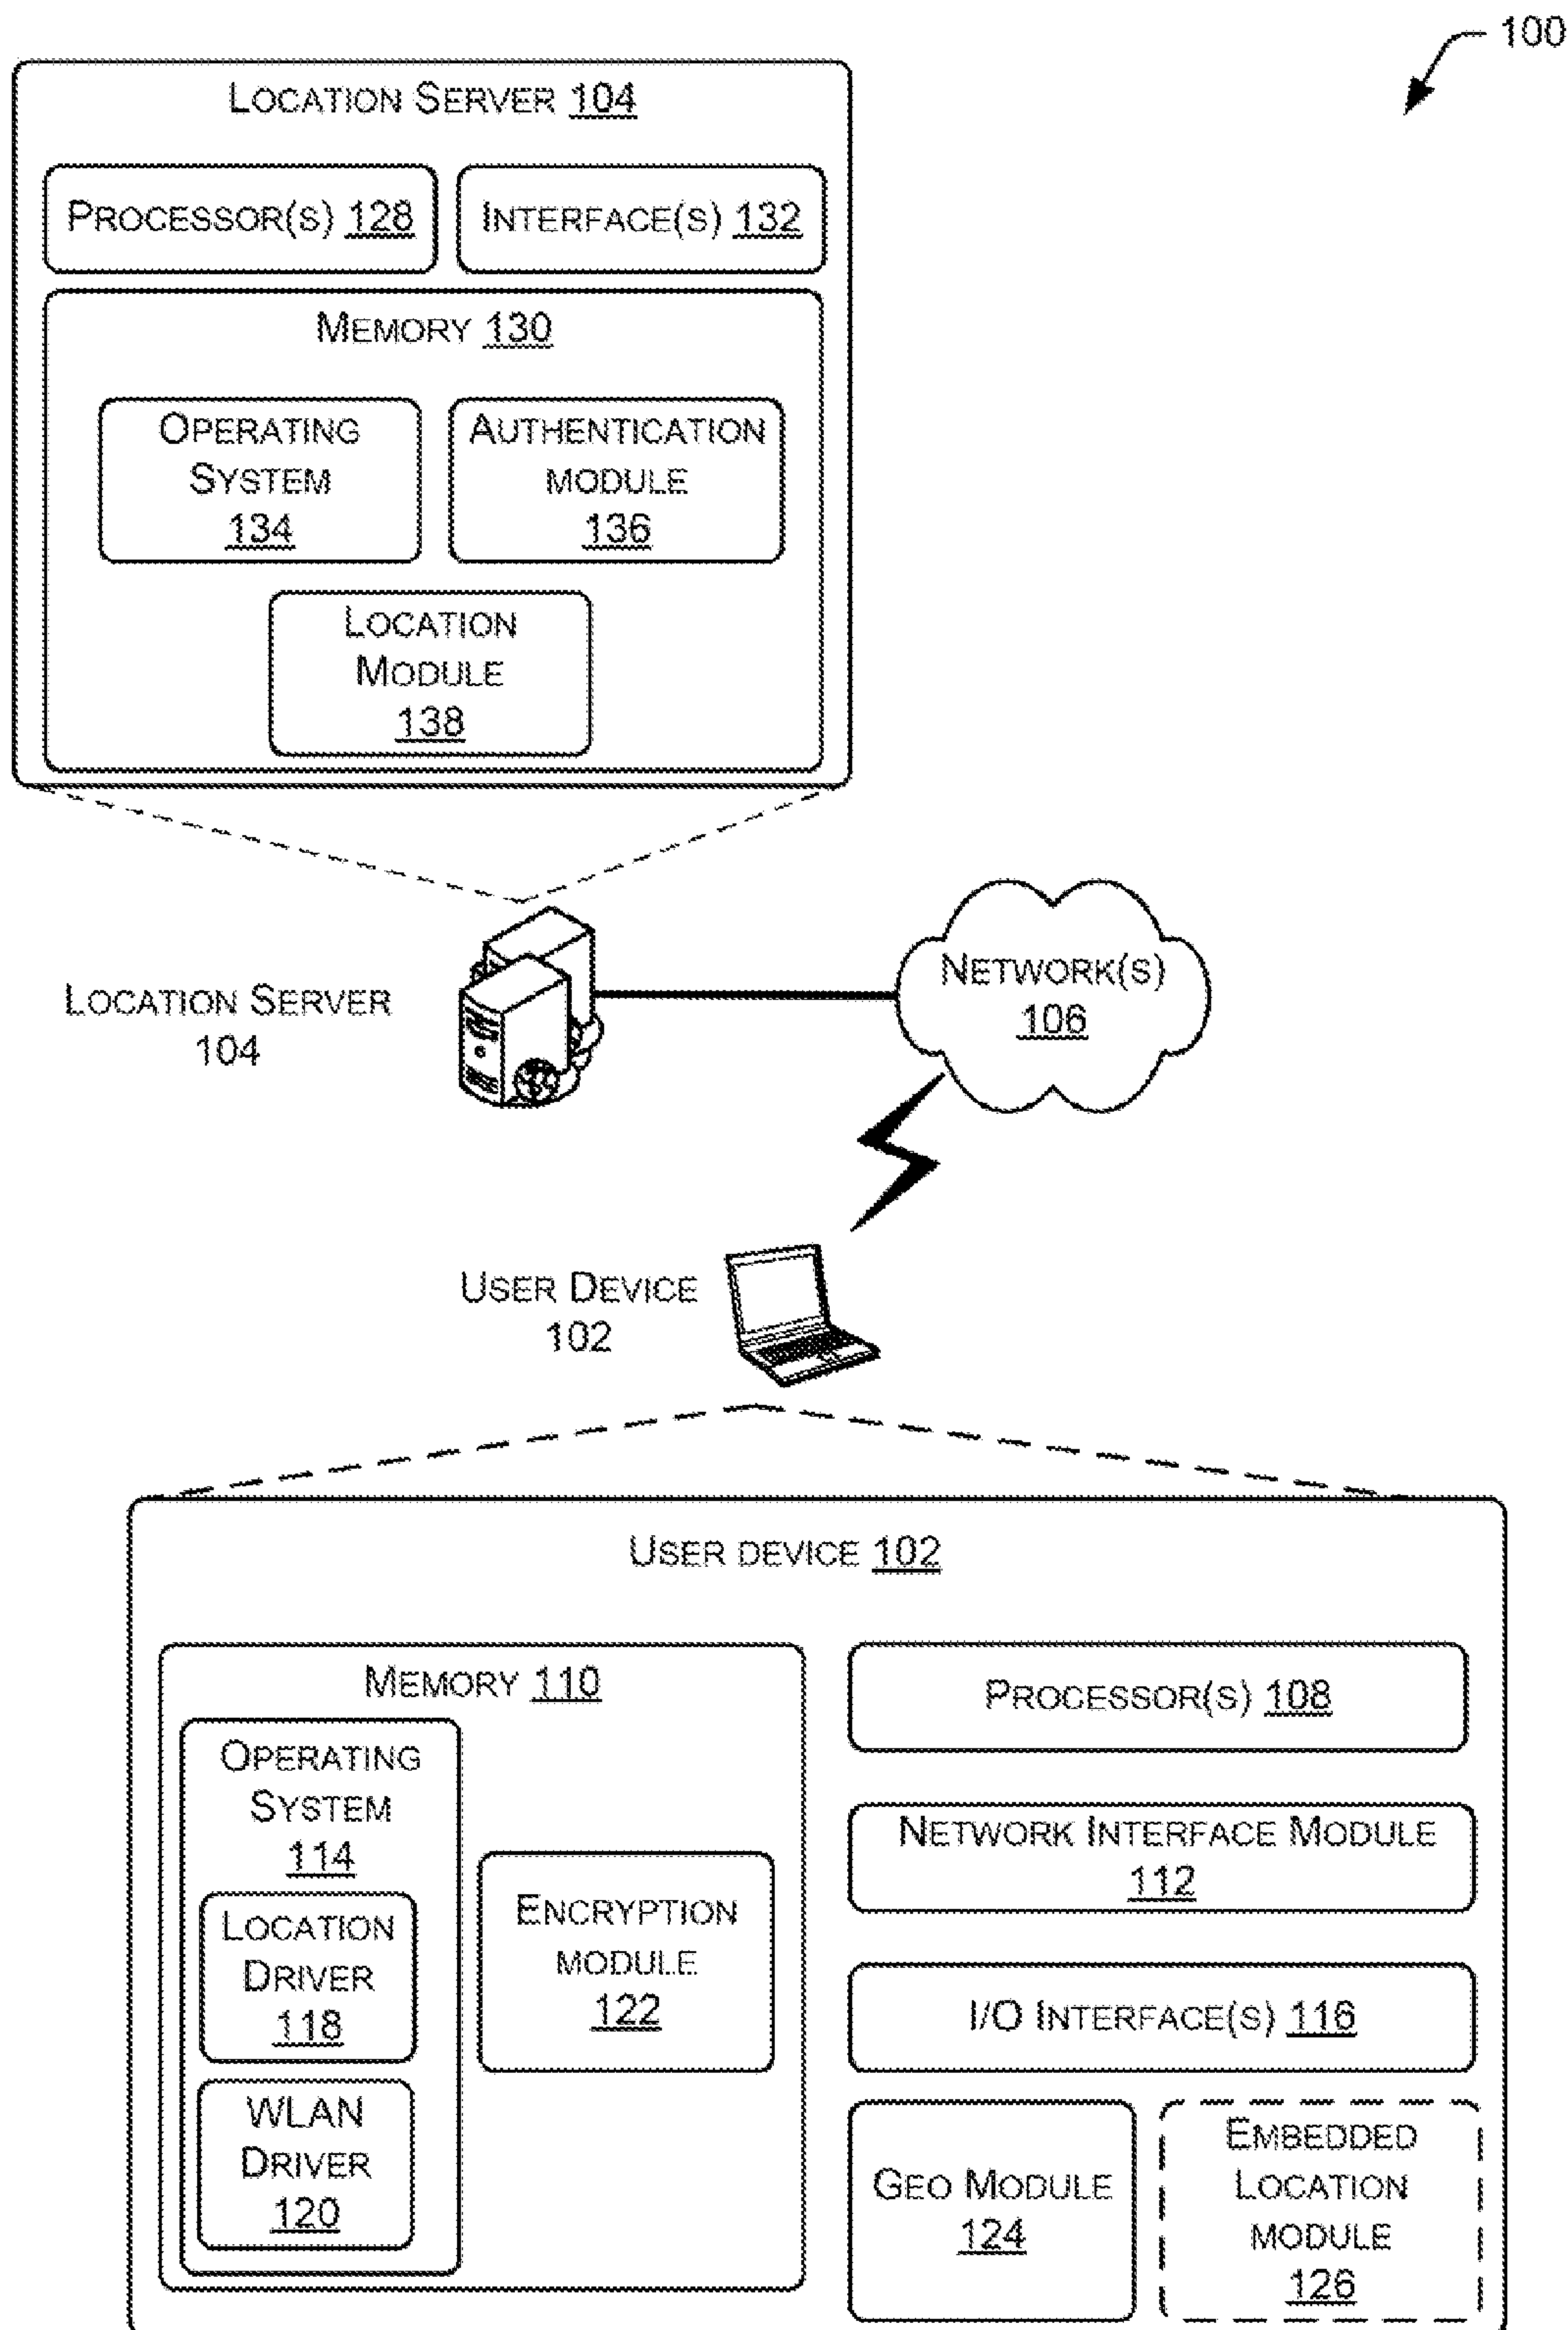 100
LOCATION SERVER 104
PROCESSOR(S) 128
INTERFACE(S) 132
MEMORY 130
OPERATING
SYSTEM
134
AUTHENTICATION
MODULE
136
LOCATION
MODULE
138
LOCATION SERVER
104
NETWORK(S)
106
USER DEVICE
102
USER DEVICE 102
MEMORY 110
OPERATING
SYSTEM
114
LOCATION
DRIVER
118
WLAN
DRIVER
120
ENCRYPTION
MODULE
122
PROCESSOR(S) 108
NETWORK INTERFACE MODULE
112
I/O INTERFACE(S) 116
GEO MODULE
124
EMBEDDED
LOCATION
MODULE
126